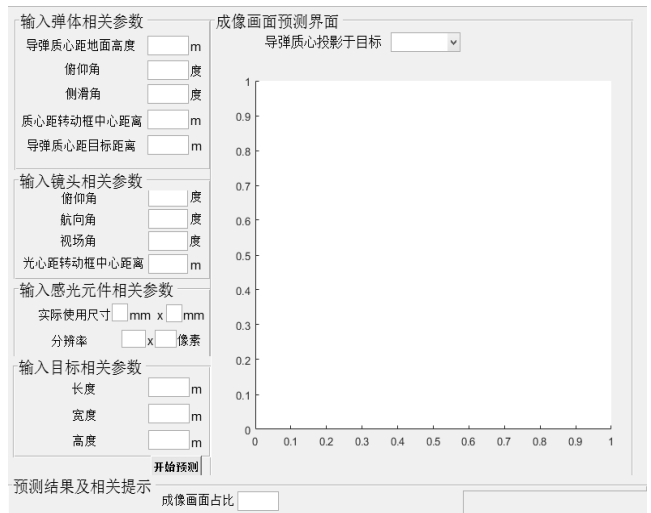 输入弹体相关参数
导弹质心距地面高度 m
俯仰角 度
侧滑角 度
质心距转动框中心距离 m
导弹质心距目标距离 m
输入镜头相关参数
俯仰角 度
航向角 度
视场角 度
光心距转动框中心距离 m
输入感光元件相关参数
实际使用尺寸 mm x mm
分辨率 x 像素
输入目标相关参数
长度 m
宽度 m
高度 m
开始预测
成像画面预测界面
导弹质心投影于目标
1
0.9
0.8
0.7
0.6
0.5
0.4
0.3
0.2
0.1
0
0 0.1 0.2 0.3 0.4 0.5 0.6 0.7 0.8 0.9 1
预测结果及相关提示
成像画面占比